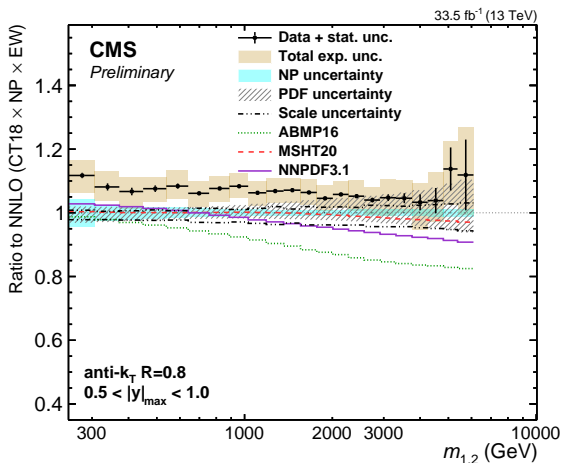 33.5 fb⁻¹ (13 TeV)
CMS
Preliminary
Data + stat. unc.
Total exp. unc.
NP uncertainty
PDF uncertainty
Scale uncertainty
ABMP16
MSHT20
NNPDF3.1
Ratio to NNLO (CT18 × NP × EW)
1.4
1.2
1.0
0.8
0.6
0.4
anti-k_T R=0.8
0.5 < |y|_max < 1.0
300 1000 2000 3000 10000
m_1,2 (GeV)